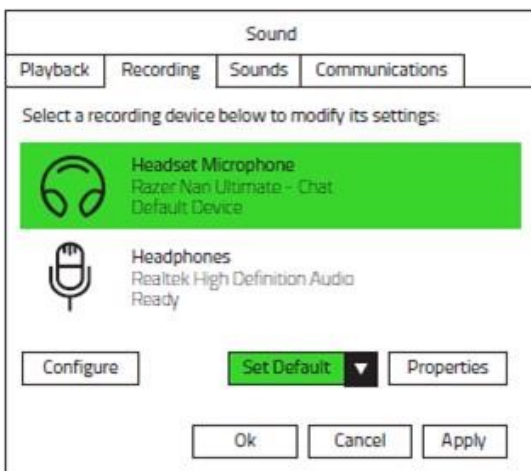 Sound
Playback Recording Sounds Communications
Select a recording device below to modify its settings:
Headset Microphone
Razer Nan Ultimate - Chat
Default Device
Headphones
Realtek High Definition Audio
Ready
Configure Set Default Properties
Ok Cancel Apply